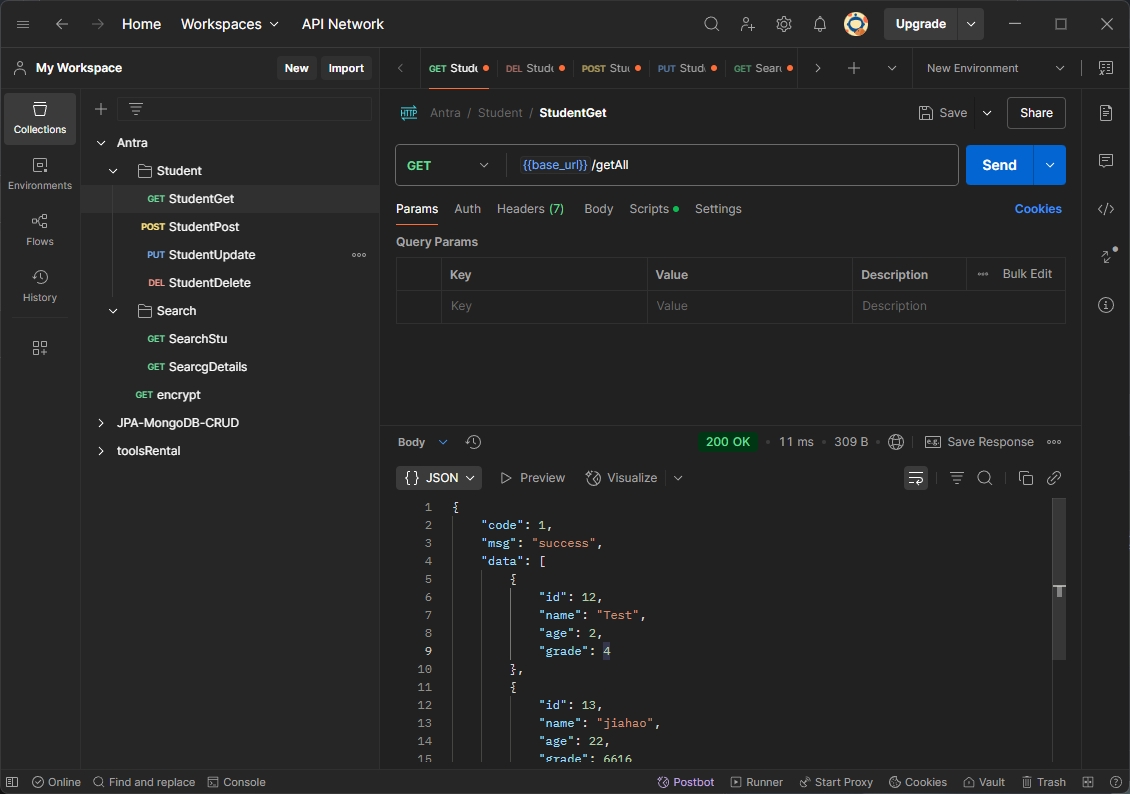 Home Workspaces API Network Upgrade
My Workspace New Import
GET Stude DEL Stude POST Stu PUT Stud GET Searc New Environment
Collections
Environments
Flows
History
Antra
Student
GET StudentGet
POST StudentPost
PUT StudentUpdate
DEL StudentDelete
Search
GET SearchStu
GET SearcgDetails
GET encrypt
JPA-MongoDB-CRUD
toolsRental
HTTP Antra / Student / StudentGet Save Share
GET {{base_url}} /getAll Send
Params Auth Headers (7) Body Scripts Settings Cookies
Query Params
Key Value Description Bulk Edit
Key Value Description
Body 200 OK 11 ms 309 B e.g. Save Response
{} JSON Preview Visualize
1 {
2 "code": 1,
3 "msg": "success",
4 "data": [
5 {
6 "id": 12,
7 "name": "Test",
8 "age": 2,
9 "grade": 4
10 },
11 {
12 "id": 13,
13 "name": "jiahao",
14 "age": 22,
15 "grade": 6616
Online Find and replace Console Postbot Runner Start Proxy Cookies Vault Trash